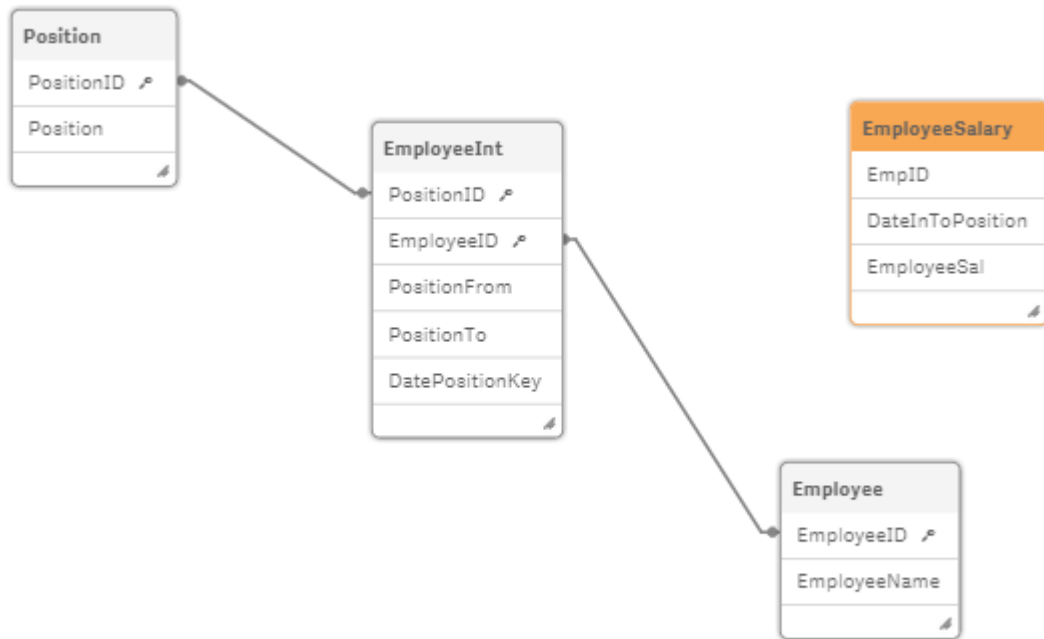 Position
PositionID
Position
EmployeeInt
PositionID
EmployeeID
PositionFrom
PositionTo
DatePositionKey
EmployeeSalary
EmpID
DateInToPosition
EmployeeSal
Employee
EmployeeID
EmployeeName